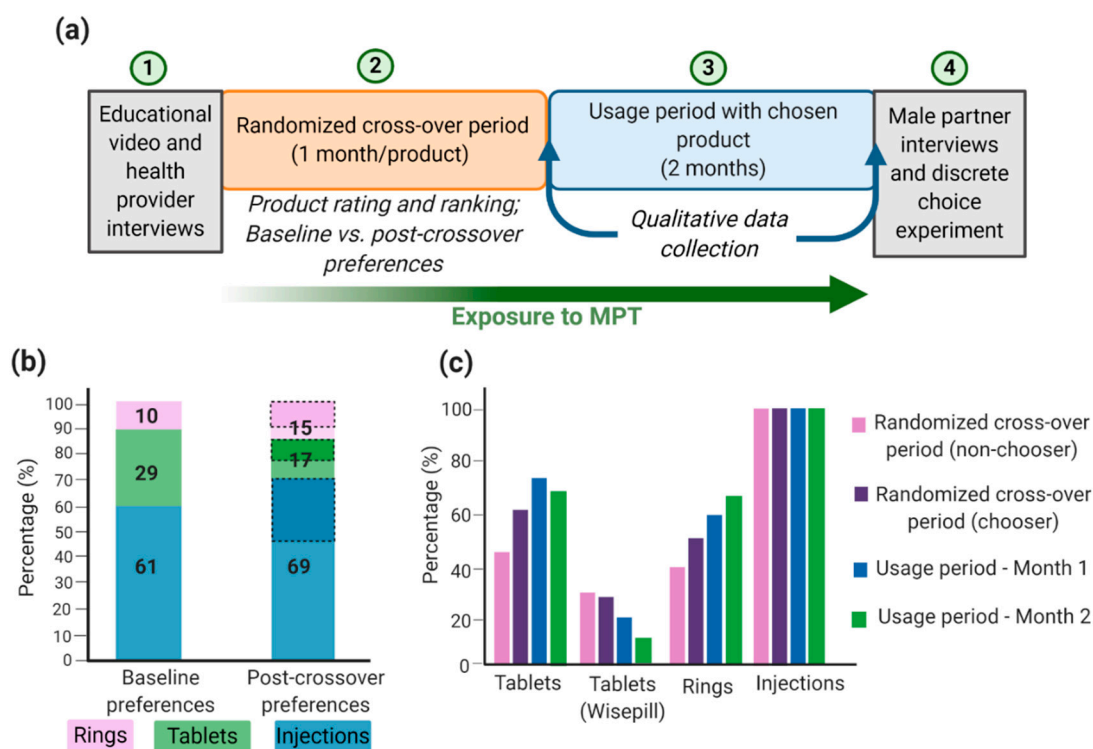 (a)
1
2
3
4
Educational
video and
health
provider
interviews
Randomized cross-over period
(1 month/product)
Product rating and ranking;
Baseline vs. post-crossover
preferences
Usage period with chosen
product
(2 months)
Qualitative data
collection
Male partner
interviews
and discrete
choice
experiment
Exposure to MPT
(b)
Percentage (%)
100
90
80
70
60
50
40
30
20
10
0
10
29
61
15
17
69
Baseline
preferences
Post-crossover
preferences
Rings
Tablets
Injections
(c)
Percentage (%)
100
80
60
40
20
0
Tablets
Tablets
(Wisepill)
Rings
Injections
Randomized cross-over
period (non-chooser)
Randomized cross-over
period (chooser)
Usage period - Month 1
Usage period - Month 2